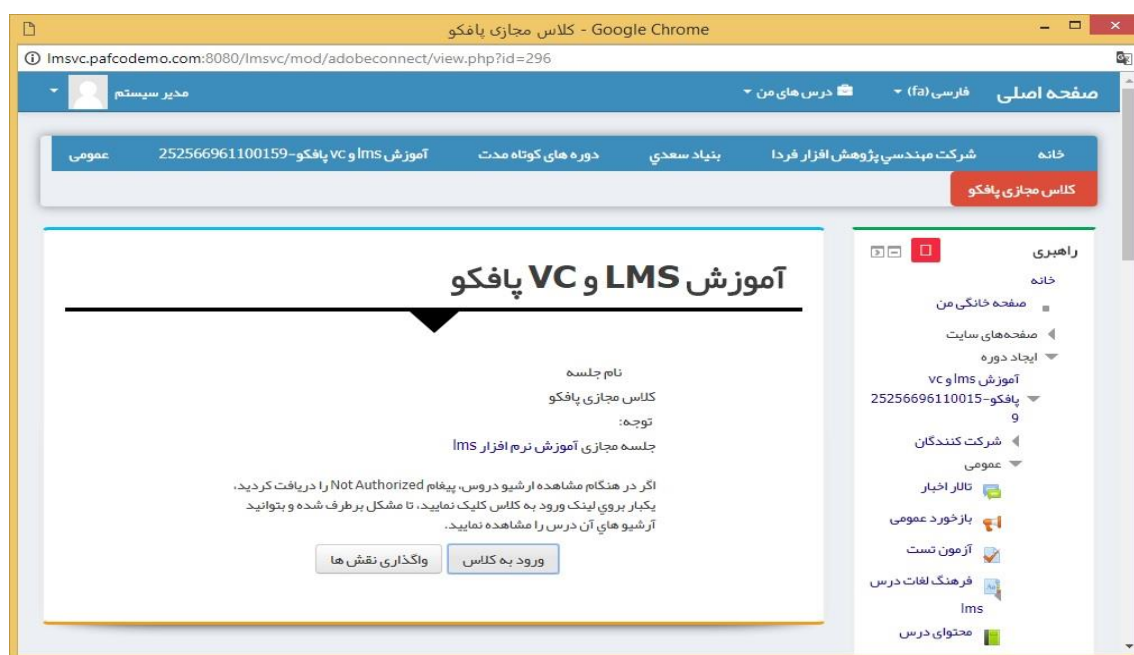 کلاس مجازی پافکو - Google Chrome
lmsvc.pafcodemo.com:8080/lmsvc/mod/adobeconnect/view.php?id=296
صفحه اصلی فارسی (fa) درس های من مدیر سیستم
خانه شرکت مهندسي پژوهش افزار فردا بنیاد سعدي دوره های کوتاه مدت آموزش lms و vc پافکو-252566961100159 عمومی
کلاس مجازی پافکو
راهبری
خانه
صفحه خانگی من
صفحه‌های سایت
ایجاد دوره
آموزش lms و vc
پافکو-25256696110015
9
شرکت کنندگان
عمومی
تالار اخبار
بازخورد عمومی
آزمون تست
فرهنگ لغات درس
lms
محتوای درس
آموزش LMS و VC پافکو
نام جلسه
کلاس مجازی پافکو
توجه:
جلسه مجازی آموزش نرم افزار lms
اگر در هنگام مشاهده ارشیو دروس، پیغام Not Authorized را دریافت کردید،
یکبار بروي لینک ورود به کلاس کلیک نمایید، تا مشکل برطرف شده و بتوانید
آرشیو هاي آن درس را مشاهده نمایید.
ورود به کلاس واگذاری نقش ها